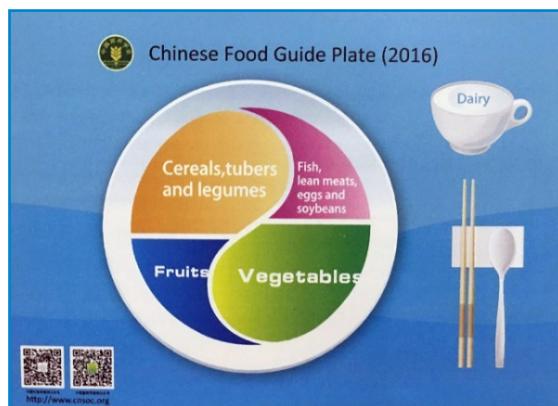 Chinese Food Guide Plate (2016)
Dairy
Cereals,tubers
and legumes
Fish,
lean meats,
eggs and
soybeans
Fruits
Vegetables
http://www.cnsoc.org